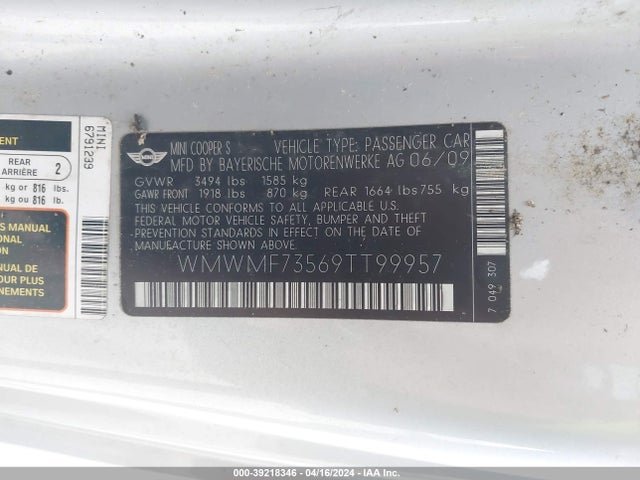 MINI
6791239
ENT
REAR
ARRIÈRE
2
kg or 816 lbs.
kg ou 816 lb.
S MANUAL
ONAL
ION
LE
DU
R PLUS DE
NEMENTS
MINI
MINI COOPER S VEHICLE TYPE: PASSENGER CAR
MFD BY BAYERISCHE MOTORENWERKE AG 06/09
GVWR 3494 lbs 1585 kg
GAWR FRONT 1918 lbs 870 kg REAR 1664 lbs 755 kg
THIS VEHICLE CONFORMS TO ALL APPLICABLE U.S.
FEDERAL MOTOR VEHICLE SAFETY, BUMPER AND THEFT
PREVENTION STANDARDS IN EFFECT ON THE DATE OF
MANUFACTURE SHOWN ABOVE.
WMWMF73569TT99957
7 049 307
000-39218346 - 04/16/2024 - IAA Inc.